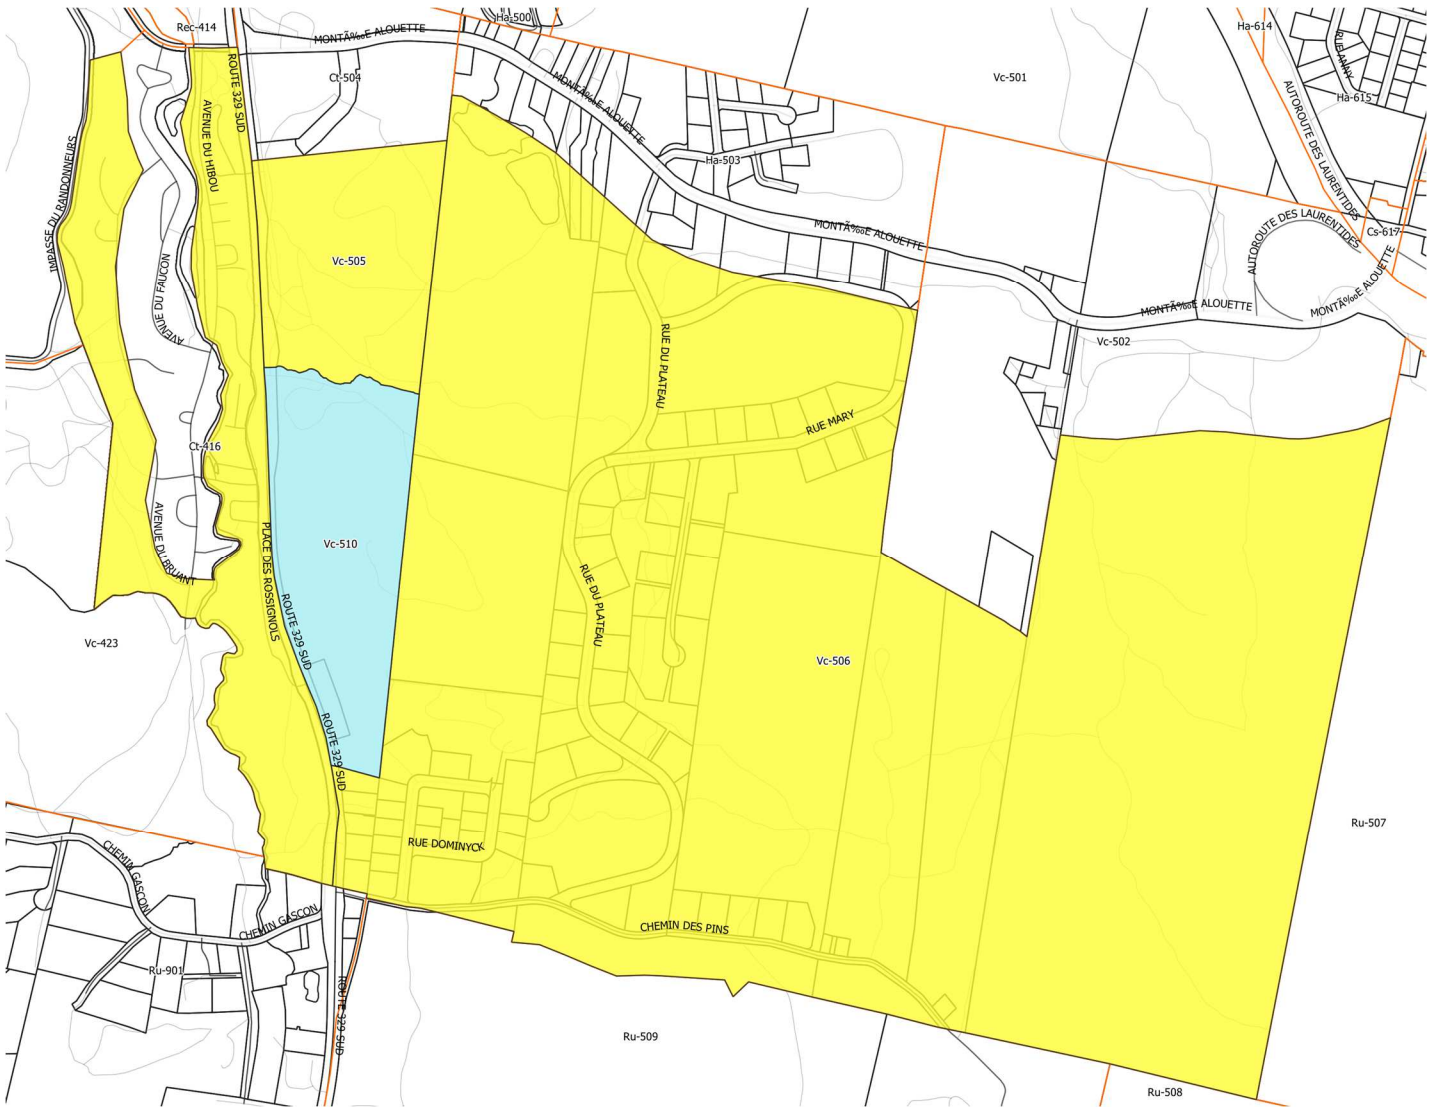 Ha-500
Rec-414
Ha-614
MONTÃ‰E ALOUETTE
RUE ANNY
ROUTE 329 SUD
Ct-504
MONTÃ‰E ALOUETTE
Vc-501
AUTOROUTE DES LAURENTIDES
Ha-615
AVENUE DU HIBOU
IMPASSE DU RANDONNEURS
Ha-503
MONTÃ‰E ALOUETTE
AUTOROUTE DES LAURENTIDES
Cs-617
Vc-505
AVENUE DU FAUCON
MONTÃ‰E ALOUETTE
MONTÃ‰E ALOUETTE
Vc-502
RUE DU PLATEAU
RUE MARY
Ct-416
AVENUE DU BRUANT
PLACE DES ROSSIGNOLS
Vc-510
RUE DU PLATEAU
ROUTE 329 SUD
Vc-423
Vc-506
ROUTE 329 SUD
Ru-507
RUE DOMINYCK
CHEMIN GASCON
CHEMIN GASCON
CHEMIN DES PINS
Ru-901
ROUTE 329 SUD
Ru-509
Ru-508